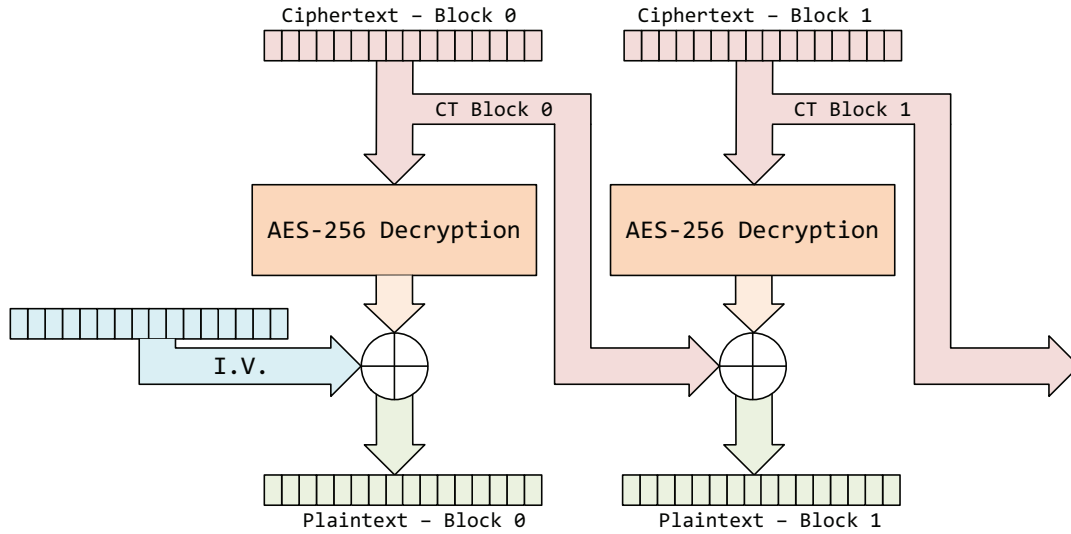 Ciphertext – Block 0
Ciphertext – Block 1
CT Block 0
CT Block 1
AES-256 Decryption
AES-256 Decryption
I.V.
Plaintext – Block 0
Plaintext – Block 1